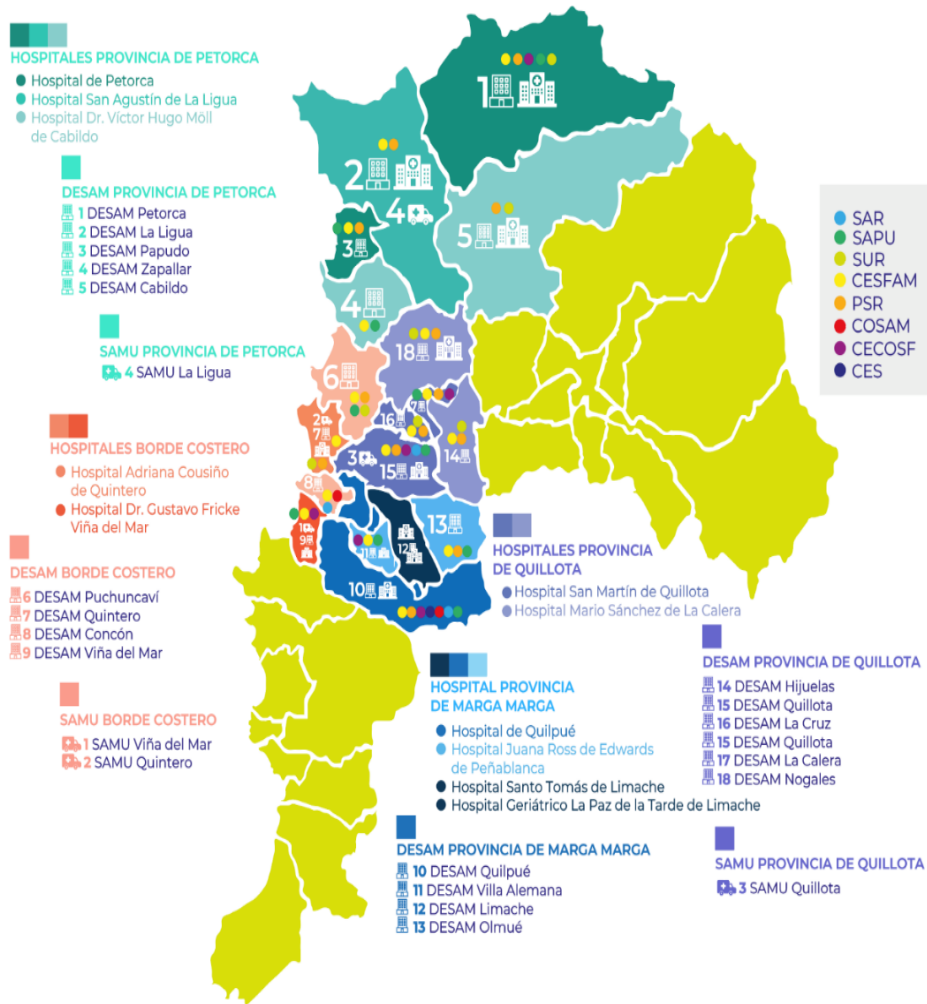 HOSPITALES PROVINCIA DE PETORCA
Hospital de Petorca
Hospital San Agustín de La Ligua
Hospital Dr. Víctor Hugo Möll
de Cabildo
DESAM PROVINCIA DE PETORCA
1 DESAM Petorca
2 DESAM La Ligua
3 DESAM Papudo
4 DESAM Zapallar
5 DESAM Cabildo
SAMU PROVINCIA DE PETORCA
4 SAMU La Ligua
HOSPITALES BORDE COSTERO
Hospital Adriana Cousiño
de Quintero
Hospital Dr. Gustavo Fricke
Viña del Mar
DESAM BORDE COSTERO
6 DESAM Puchuncaví
7 DESAM Quintero
8 DESAM Concón
9 DESAM Viña del Mar
SAMU BORDE COSTERO
1 SAMU Viña del Mar
2 SAMU Quintero
1
2
4
3
5
4
18
6
17
16
2
7
3
15
14
8
1
9
13
12
11
10
SAR
SAPU
SUR
CESFAM
PSR
COSAM
CECOSF
CES
HOSPITALES PROVINCIA
DE QUILLOTA
Hospital San Martín de Quillota
Hospital Mario Sánchez de La Calera
DESAM PROVINCIA DE QUILLOTA
14 DESAM Hijuelas
15 DESAM Quillota
16 DESAM La Cruz
15 DESAM Quillota
17 DESAM La Calera
18 DESAM Nogales
SAMU PROVINCIA DE QUILLOTA
3 SAMU Quillota
HOSPITAL PROVINCIA
DE MARGA MARGA
Hospital de Quilpué
Hospital Juana Ross de Edwards
de Peñablanca
Hospital Santo Tomás de Limache
Hospital Geriátrico La Paz de la Tarde de Limache
DESAM PROVINCIA DE MARGA MARGA
10 DESAM Quilpué
11 DESAM Villa Alemana
12 DESAM Limache
13 DESAM Olmué